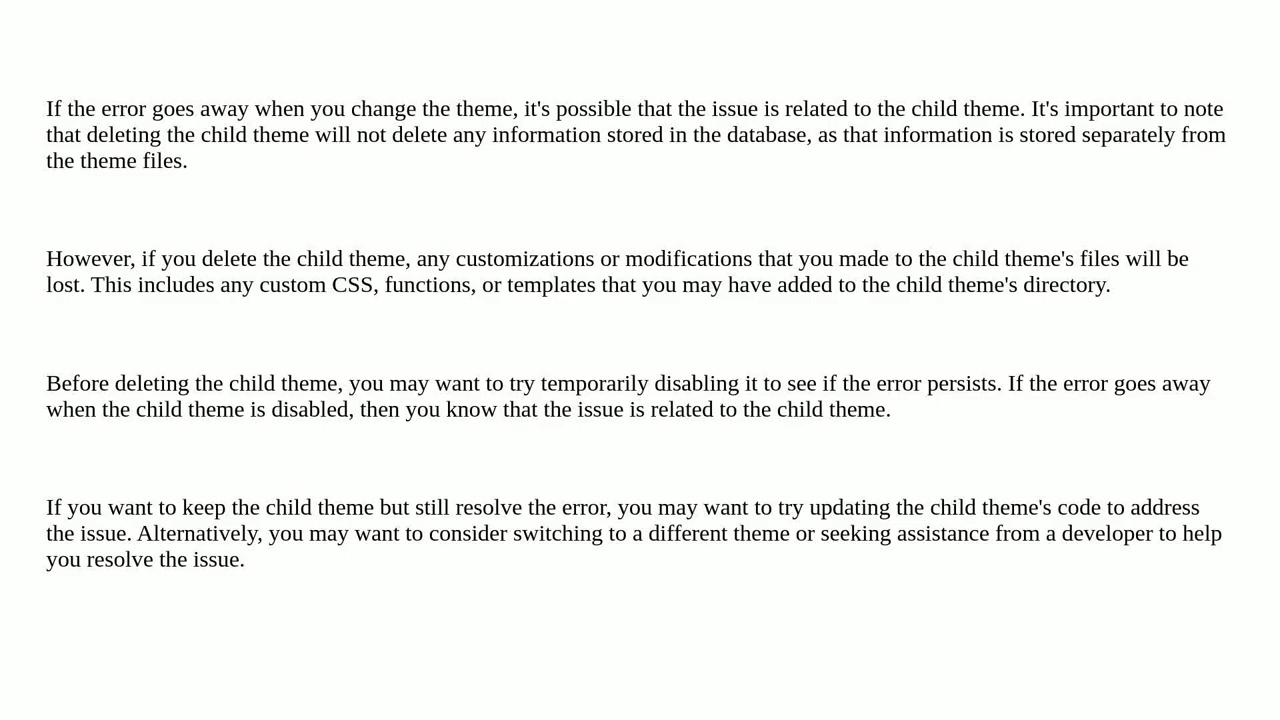 If the error goes away when you change the theme, it's possible that the issue is related to the child theme. It's important to note
that deleting the child theme will not delete any information stored in the database, as that information is stored separately from
the theme files.
However, if you delete the child theme, any customizations or modifications that you made to the child theme's files will be
lost. This includes any custom CSS, functions, or templates that you may have added to the child theme's directory.
Before deleting the child theme, you may want to try temporarily disabling it to see if the error persists. If the error goes away
when the child theme is disabled, then you know that the issue is related to the child theme.
If you want to keep the child theme but still resolve the error, you may want to try updating the child theme's code to address
the issue. Alternatively, you may want to consider switching to a different theme or seeking assistance from a developer to help
you resolve the issue.